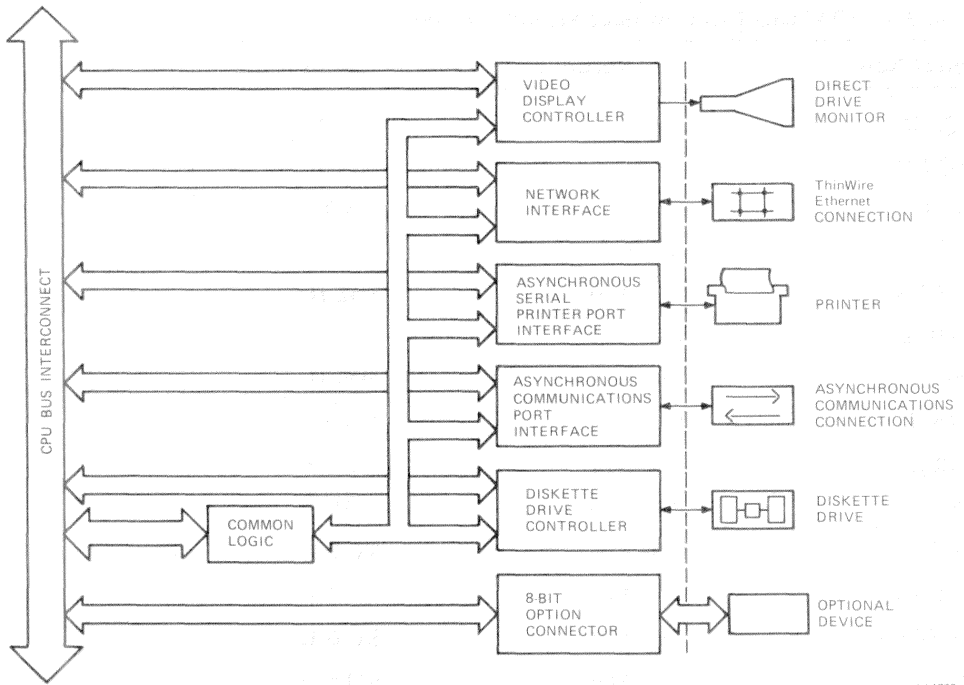 CPU BUS INTERCONNECT
VIDEO
DISPLAY
CONTROLLER
DIRECT
DRIVE
MONITOR
NETWORK
INTERFACE
ThinWire
Ethernet
CONNECTION
ASYNCHRONOUS
SERIAL
PRINTER PORT
INTERFACE
PRINTER
ASYNCHRONOUS
COMMUNICATIONS
PORT
INTERFACE
ASYNCHRONOUS
COMMUNICATIONS
CONNECTION
COMMON
LOGIC
DISKETTE
DRIVE
CONTROLLER
DISKETTE
DRIVE
8-BIT
OPTION
CONNECTOR
OPTIONAL
DEVICE